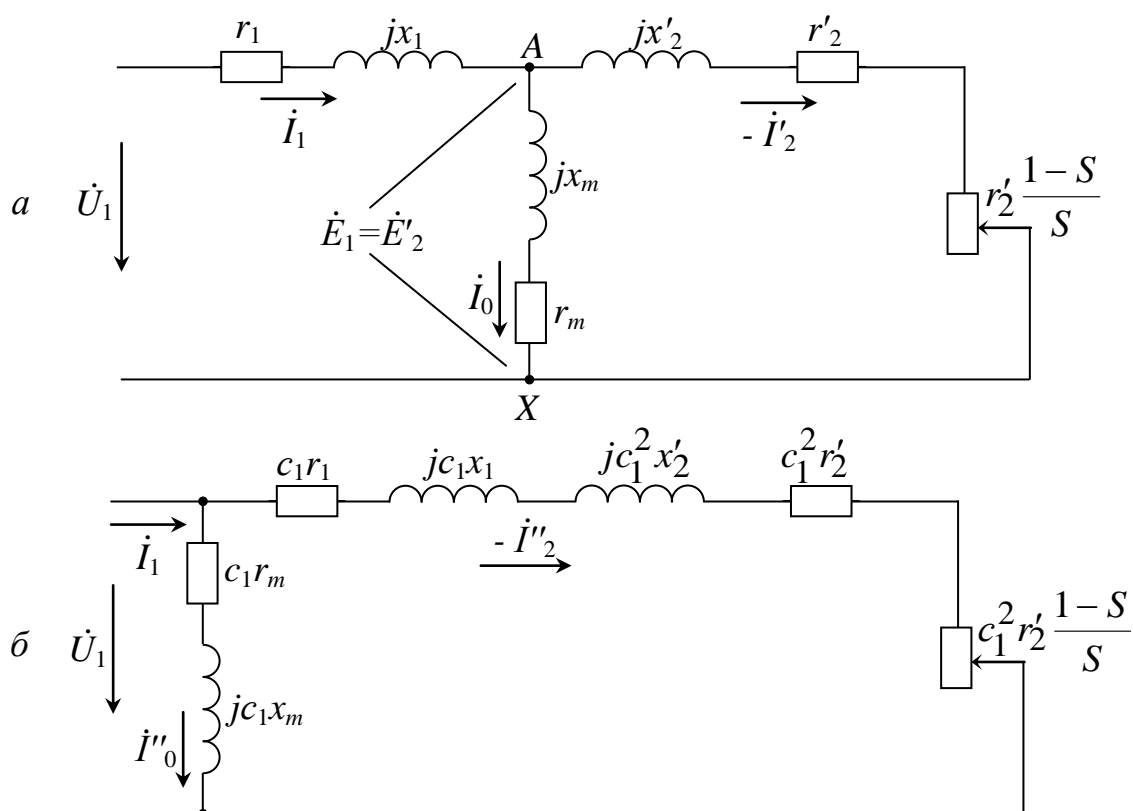 r₁
jx₁
A
jx′₂
r′₂
İ₁
- İ′₂
а
U̇₁
Ė₁=Ė′₂
jxₘ
r′₂ (1 − S)/S
İ₀
rₘ
X
c₁r₁
jc₁x₁
jc₁²x′₂
c₁²r′₂
İ₁
- İ″₂
c₁rₘ
б
U̇₁
c₁²r′₂ (1 − S)/S
jc₁xₘ
İ″₀